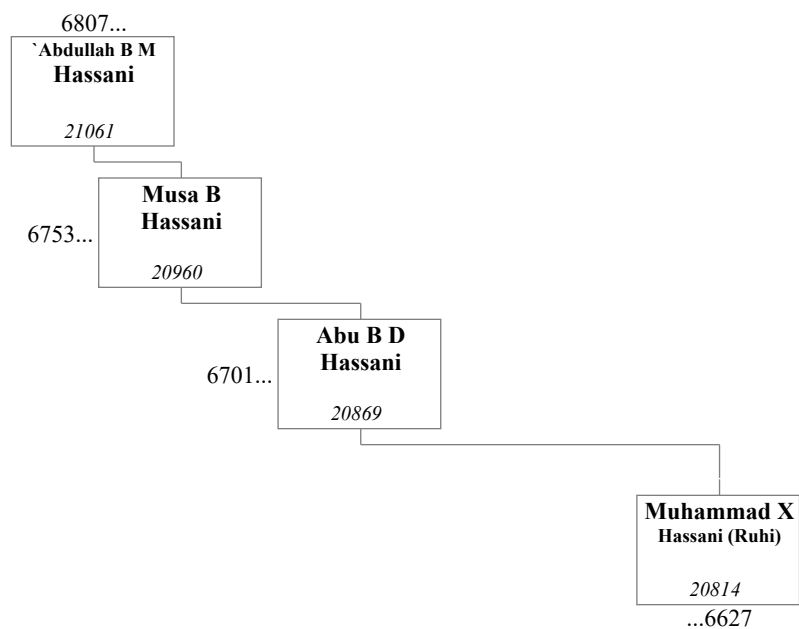 6807...
`Abdullah B M
Hassani
21061
Musa B
Hassani
6753...
20960
Abu B D
Hassani
6701...
20869
Muhammad X
Hassani (Ruhi)
20814
...6627